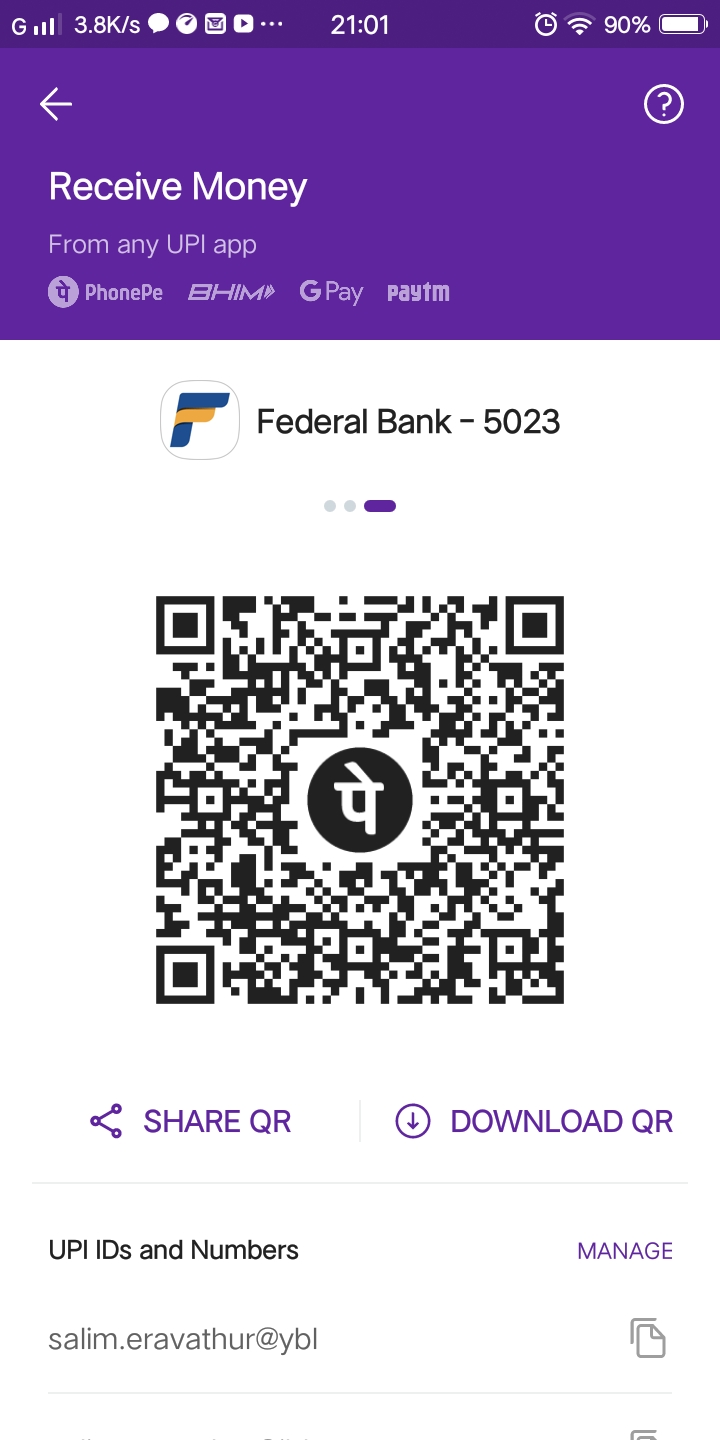 G 3.8K/s 21:01 90%
Receive Money
From any UPI app
PhonePe BHIM G Pay paytm
Federal Bank - 5023
पे
SHARE QR DOWNLOAD QR
UPI IDs and Numbers MANAGE
salim.eravathur@ybl